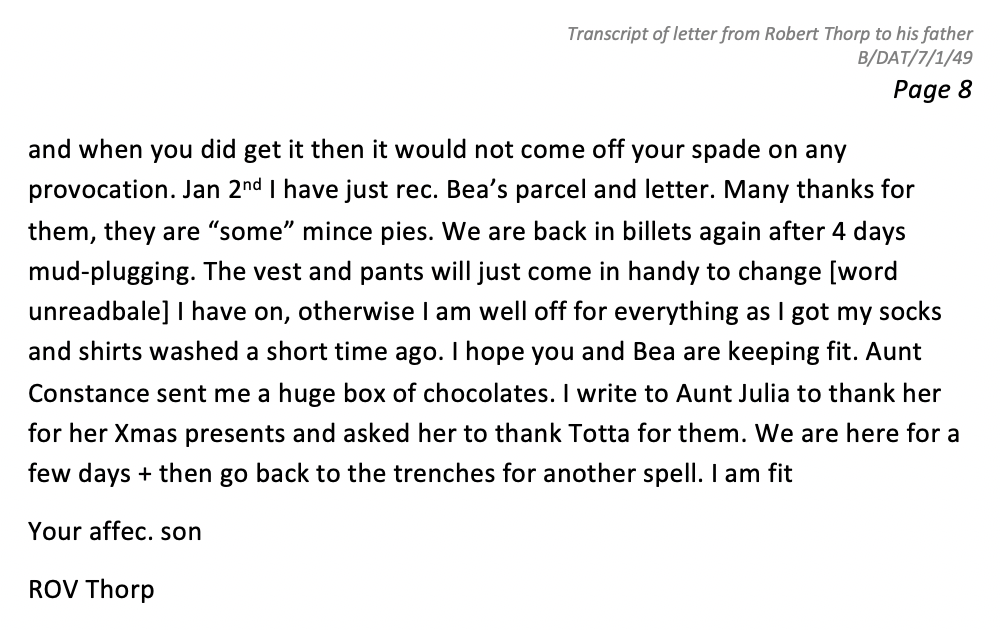 Transcript of letter from Robert Thorp to his father
B/DAT/7/1/49
Page 8
and when you did get it then it would not come off your spade on any
provocation. Jan 2nd I have just rec. Bea’s parcel and letter. Many thanks for
them, they are “some” mince pies. We are back in billets again after 4 days
mud-plugging. The vest and pants will just come in handy to change [word
unreadbale] I have on, otherwise I am well off for everything as I got my socks
and shirts washed a short time ago. I hope you and Bea are keeping fit. Aunt
Constance sent me a huge box of chocolates. I write to Aunt Julia to thank her
for her Xmas presents and asked her to thank Totta for them. We are here for a
few days + then go back to the trenches for another spell. I am fit
Your affec. son
ROV Thorp